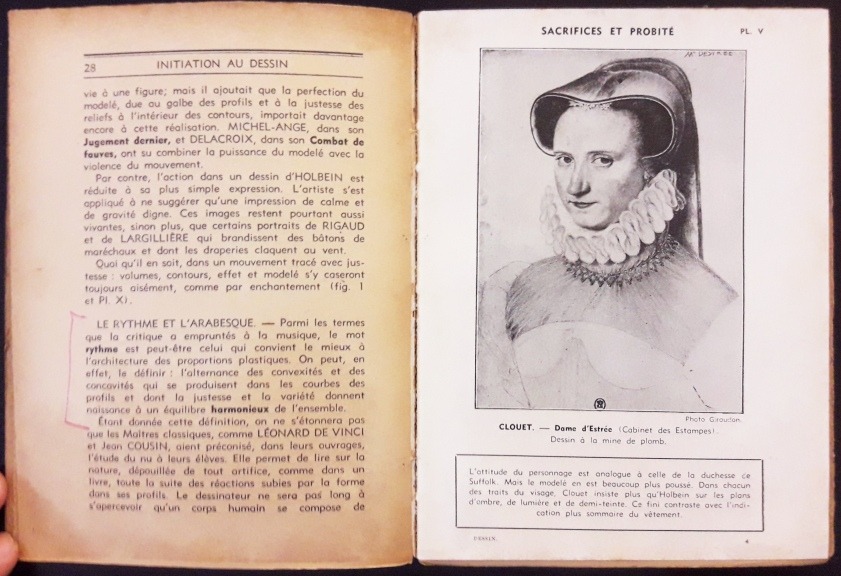 28
INITIATION AU DESSIN
vie à une figure; mais il ajoutait que la perfection du
modelé, due au galbe des profils et à la justesse des
reliefs à l'intérieur des contours, importait davantage
encore à cette réalisation. MICHEL-ANGE, dans son
Jugement dernier, et DELACROIX, dans son Combat de
fauves, ont su combiner la puissance du modelé avec la
violence du mouvement.
Par contre, l'action dans un dessin d'HOLBEIN est
réduite à sa plus simple expression. L'artiste s'est
appliqué à ne suggérer qu'une impression de calme et
de gravité digne. Ces images restent pourtant aussi
vivantes, sinon plus, que certains portraits de RIGAUD
et de LARGILLIÈRE qui brandissent des bâtons de
maréchaux et dont les draperies claquent au vent.
Quoi qu'il en soit, dans un mouvement tracé avec jus-
tesse : volumes, contours, effet et modelé s'y caseront
toujours aisément, comme par enchantement (fig. 1
et Pl. X).
LE RYTHME ET L'ARABESQUE. — Parmi les termes
que la critique a empruntés à la musique, le mot
rythme est peut-être celui qui convient le mieux à
l'architecture des proportions plastiques. On peut, en
effet, le définir : l'alternance des convexités et des
concavités qui se produisent dans les courbes des
profils et dont la justesse et la variété donnent
naissance à un équilibre harmonieux de l'ensemble.
Étant donnée cette définition, on ne s'étonnera pas
que les Maîtres classiques, comme LÉONARD DE VINCI
et Jean COUSIN, aient préconisé, dans leurs ouvrages,
l'étude du nu à leurs élèves. Elle permet de lire sur la
nature, dépouillée de tout artifice, comme dans un
livre, toute la suite des réactions subies par la forme
dans ses profils. Le dessinateur ne sera pas long à
s'apercevoir qu'un corps humain se compose de
SACRIFICES ET PROBITÉ
PL. V
Photo Giraudon.
CLOUET. — Dame d'Estrée (Cabinet des Estampes).
Dessin à la mine de plomb.
L'attitude du personnage est analogue à celle de la duchesse de
Suffolk. Mais le modelé en est beaucoup plus poussé. Dans chacun
des traits du visage, Clouet insiste plus qu'Holbein sur les plans
d'ombre, de lumière et de demi-teinte. Ce fini contraste avec l'indi-
cation plus sommaire du vêtement.
DESSIN.
4